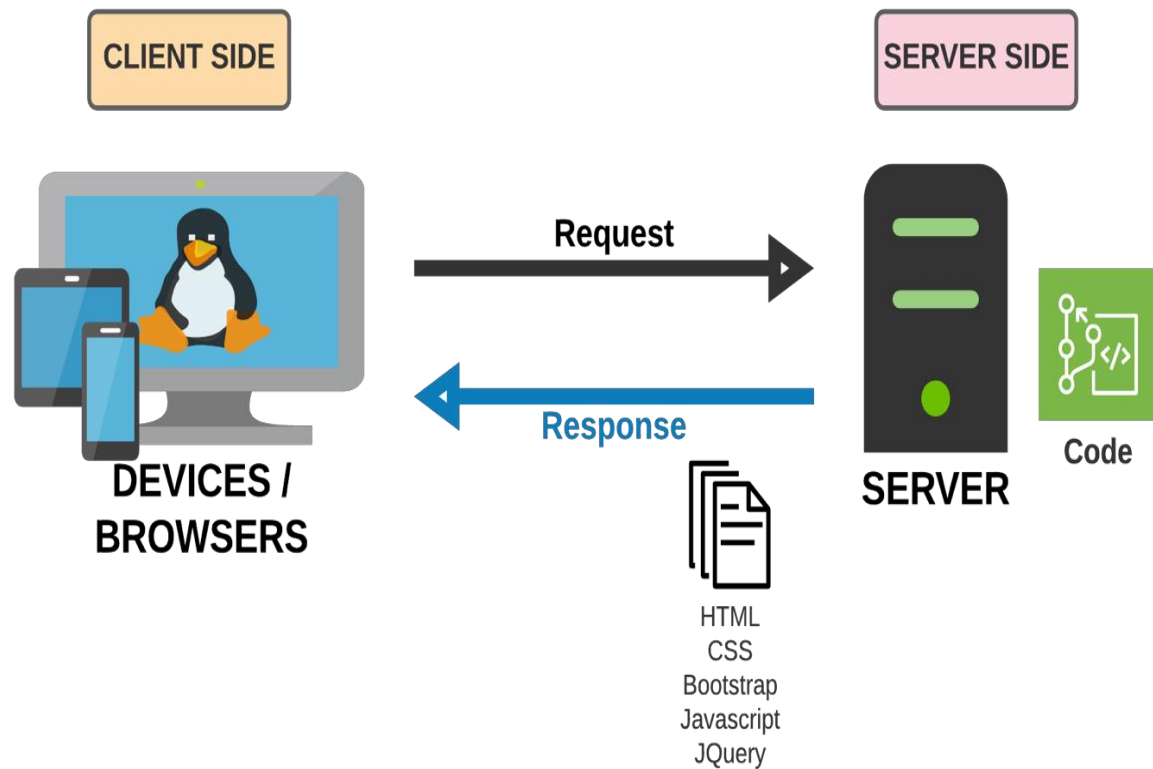 CLIENT SIDE
SERVER SIDE
Request
Response
DEVICES /
BROWSERS
SERVER
</>
Code
HTML
CSS
Bootstrap
Javascript
JQuery